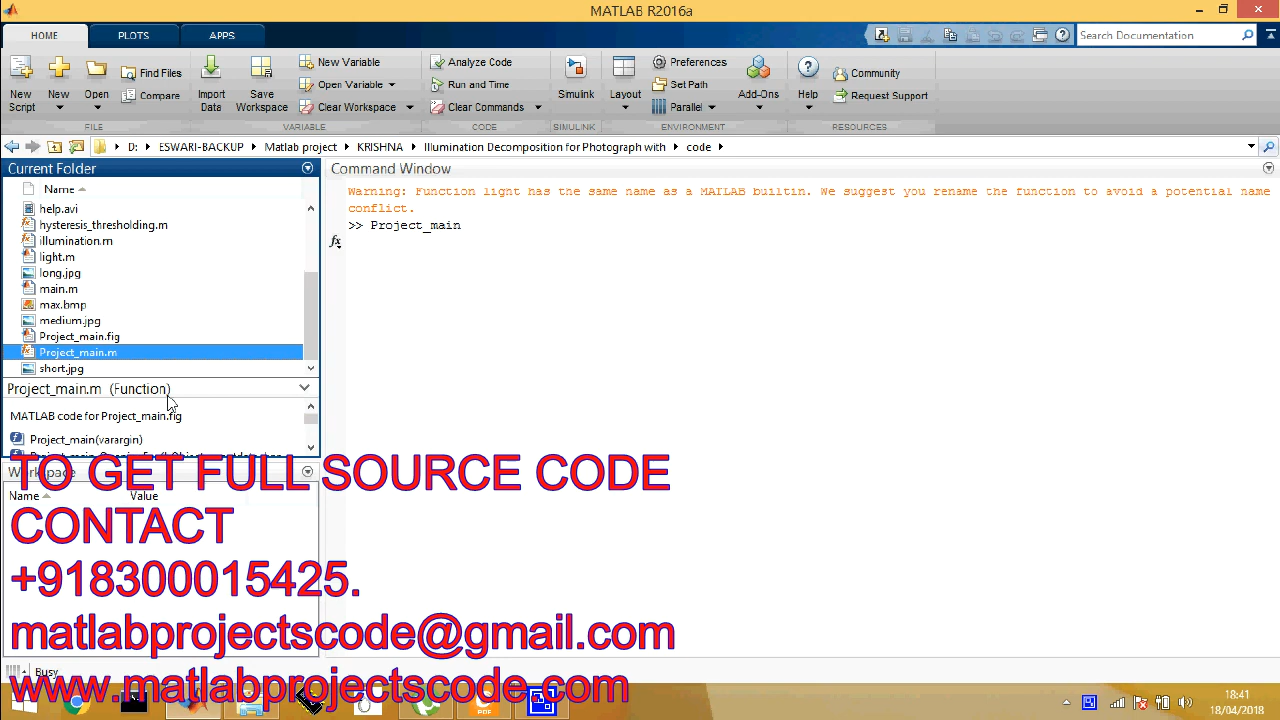 MATLAB R2016a
HOME PLOTS APPS
Search Documentation
New Script
New
Open
Find Files
Compare
Import Data
Save Workspace
New Variable
Open Variable
Clear Workspace
Analyze Code
Run and Time
Clear Commands
Simulink
Layout
Preferences
Set Path
Parallel
Add-Ons
Help
Community
Request Support
FILE VARIABLE CODE SIMULINK ENVIRONMENT RESOURCES
D: ESWARI-BACKUP Matlab project KRISHNA Illumination Decomposition for Photograph with code
Current Folder
Name
help.avi
hysteresis_thresholding.m
illumination.m
light.m
long.jpg
main.m
max.bmp
medium.jpg
Project_main.fig
Project_main.m
short.jpg
Project_main.m (Function)
MATLAB code for Project_main.fig
Project_main(varargin)
Command Window
Warning: Function light has the same name as a MATLAB builtin. We suggest you rename the function to avoid a potential name
conflict.
>> Project_main
fx
Workspace
Name Value
TO GET FULL SOURCE CODE
CONTACT
+918300015425.
matlabprojectscode@gmail.com
www.matlabprojectscode.com
Busy
PDF
18:41
18/04/2018